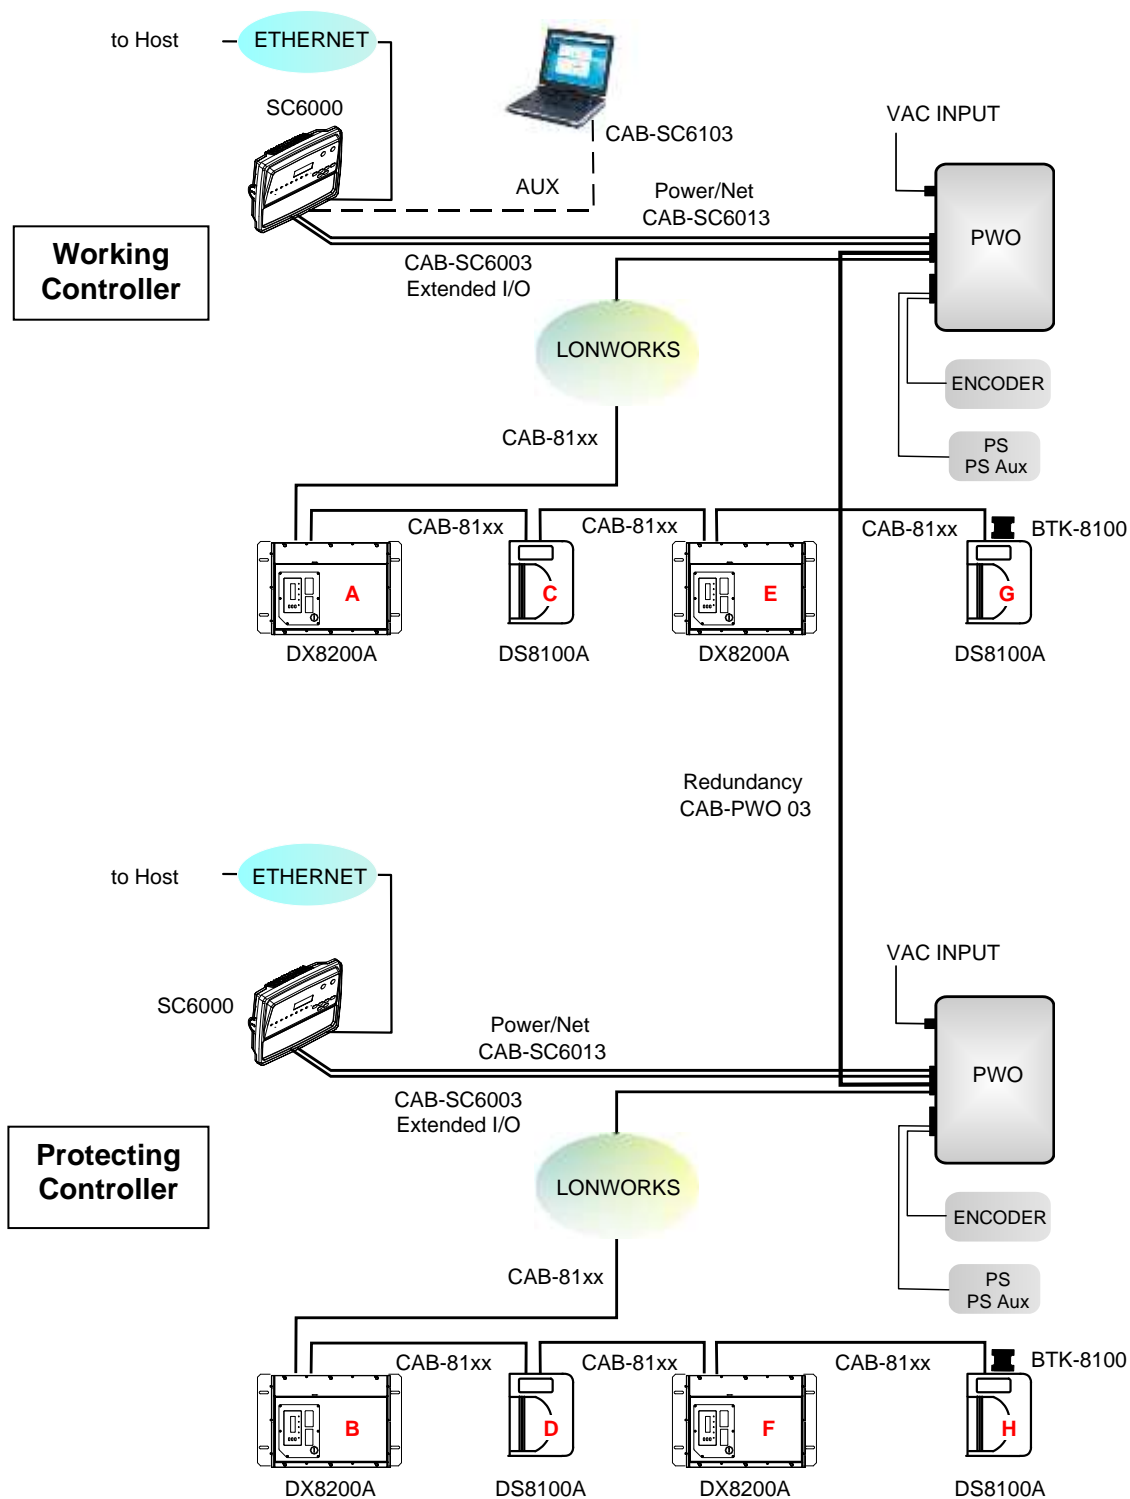 to Host
ETHERNET
SC6000
CAB-SC6103
VAC INPUT
AUX
Power/Net
CAB-SC6013
PWO
Working
Controller
CAB-SC6003
Extended I/O
LONWORKS
ENCODER
CAB-81xx
PS
PS Aux
CAB-81xx
CAB-81xx
CAB-81xx
BTK-8100
A
C
E
G
DX8200A
DS8100A
DX8200A
DS8100A
Redundancy
CAB-PWO 03
to Host
ETHERNET
VAC INPUT
SC6000
Power/Net
CAB-SC6013
PWO
CAB-SC6003
Extended I/O
Protecting
Controller
LONWORKS
ENCODER
CAB-81xx
PS
PS Aux
CAB-81xx
CAB-81xx
CAB-81xx
BTK-8100
B
D
F
H
DX8200A
DS8100A
DX8200A
DS8100A